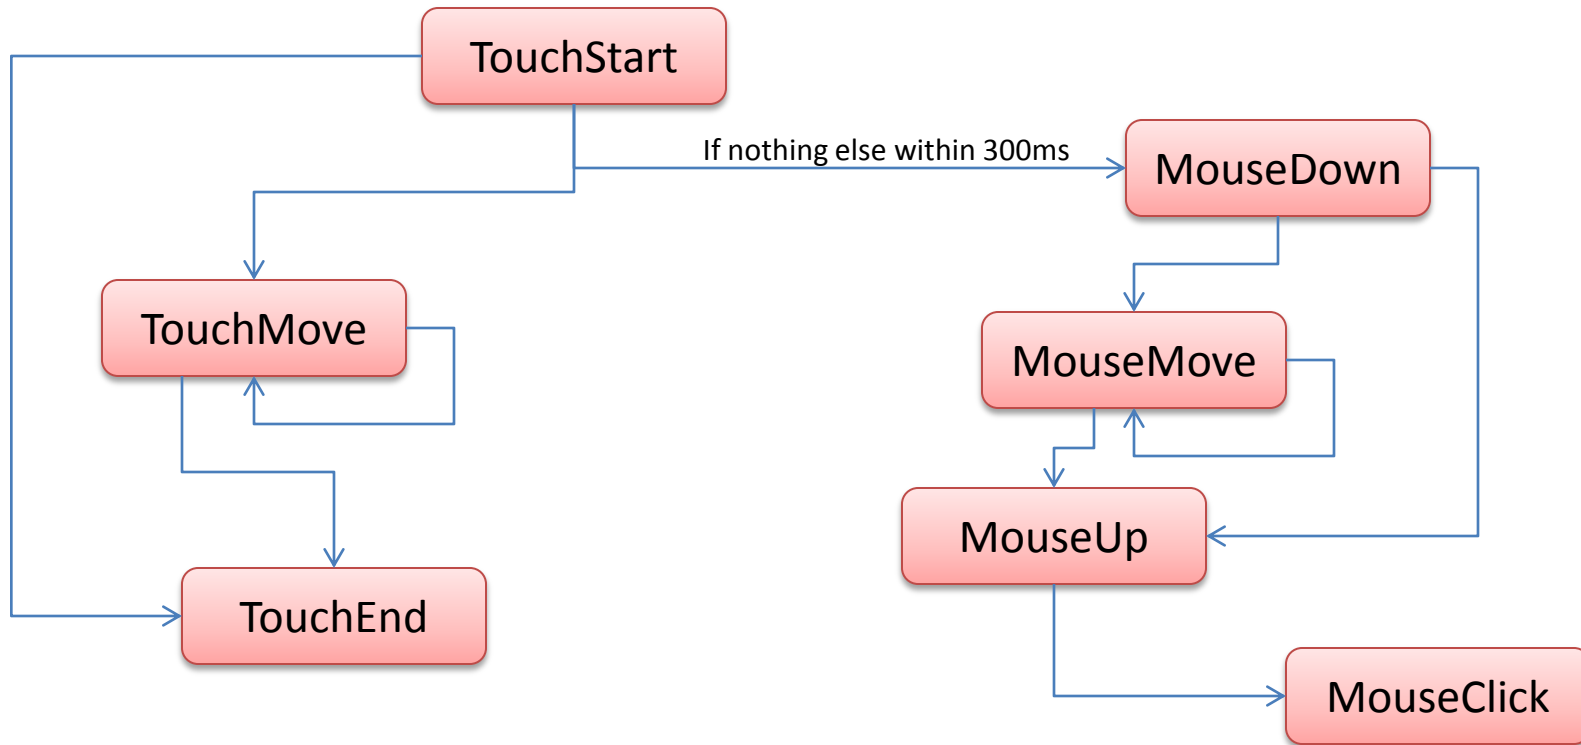 TouchStart
If nothing else within 300ms
MouseDown
TouchMove
MouseMove
MouseUp
TouchEnd
MouseClick